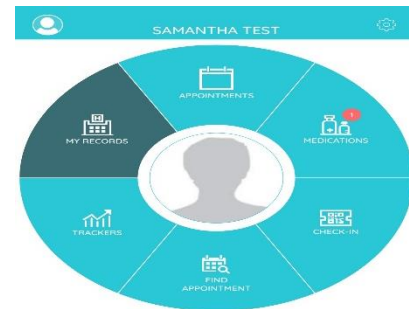 SAMANTHA TEST
APPOINTMENTS
MY RECORDS
H
1
MEDICATIONS
TRACKERS
CHECK-IN
FIND
APPOINTMENT